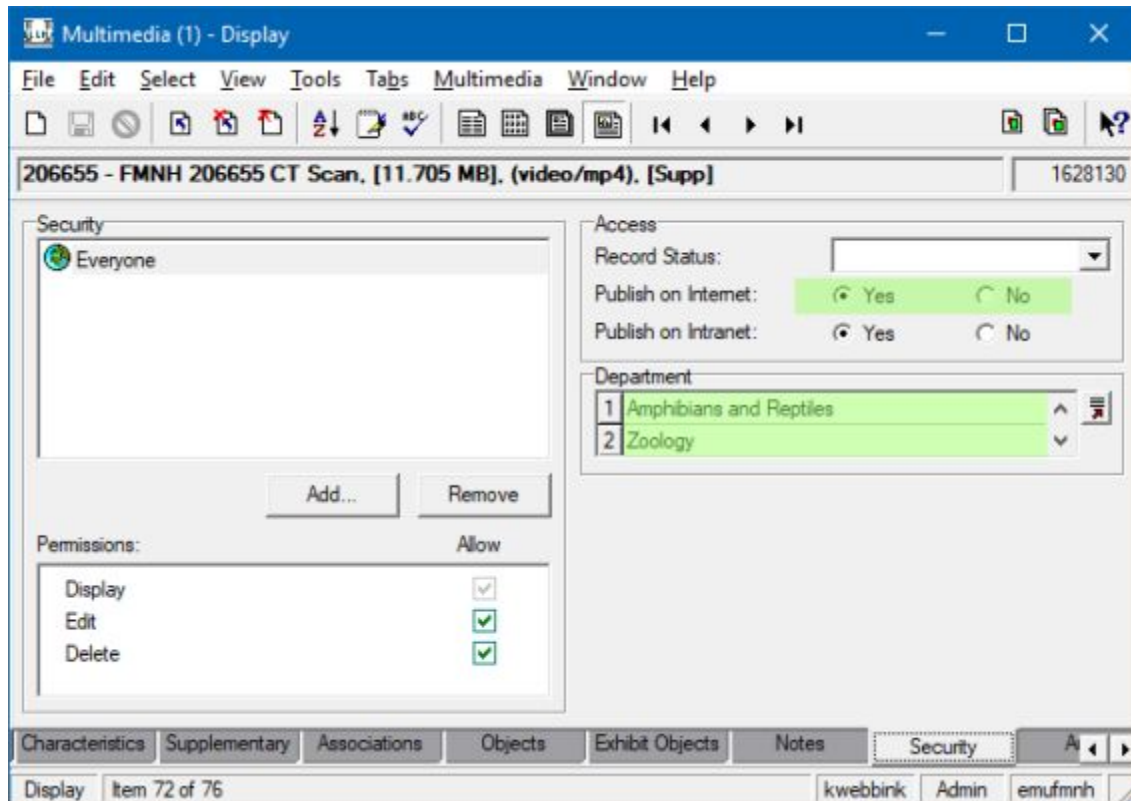 Multimedia (1) - Display
File Edit Select View Tools Tabs Multimedia Window Help
206655 - FMNH 206655 CT Scan, [11.705 MB], (video/mp4), [Supp] 1628130
Security
Everyone
Add... Remove
Permissions: Allow
Display
Edit
Delete
Access
Record Status:
Publish on Internet: Yes No
Publish on Intranet: Yes No
Department
1 Amphibians and Reptiles
2 Zoology
Characteristics Supplementary Associations Objects Exhibit Objects Notes Security
Display Item 72 of 76 kwebbink Admin emufmnh